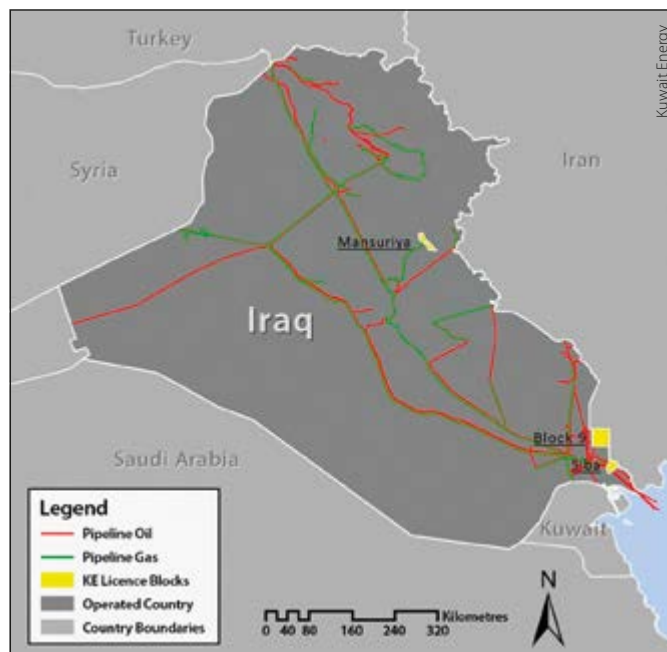 Turkey
Kuwait Energy
Syria
Iran
Mansuriya
Iraq
Block 9
Siba
Saudi Arabia
Kuwait
Legend
Pipeline Oil
Pipeline Gas
KE Licence Blocks
Operated Country
Country Boundaries
N
Kilometres
0 40 80 160 240 320